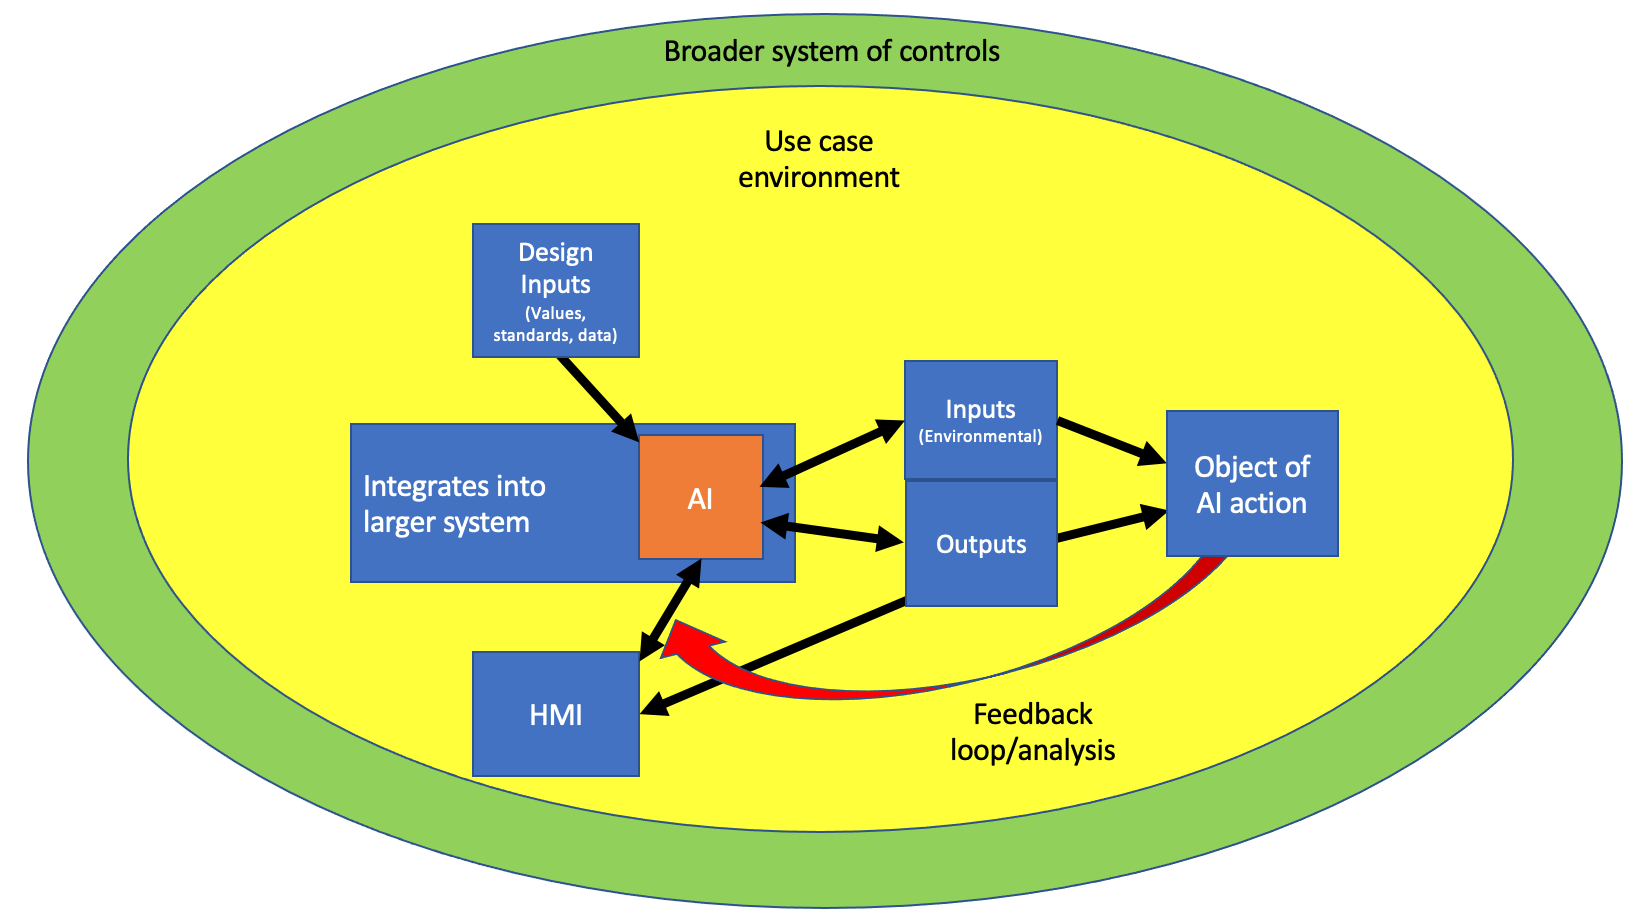 Broader system of controls
Use case
environment
Design
Inputs
(Values,
standards, data)
Integrates into
larger system
AI
Inputs
(Environmental)
Outputs
Object of
AI action
HMI
Feedback
loop/analysis